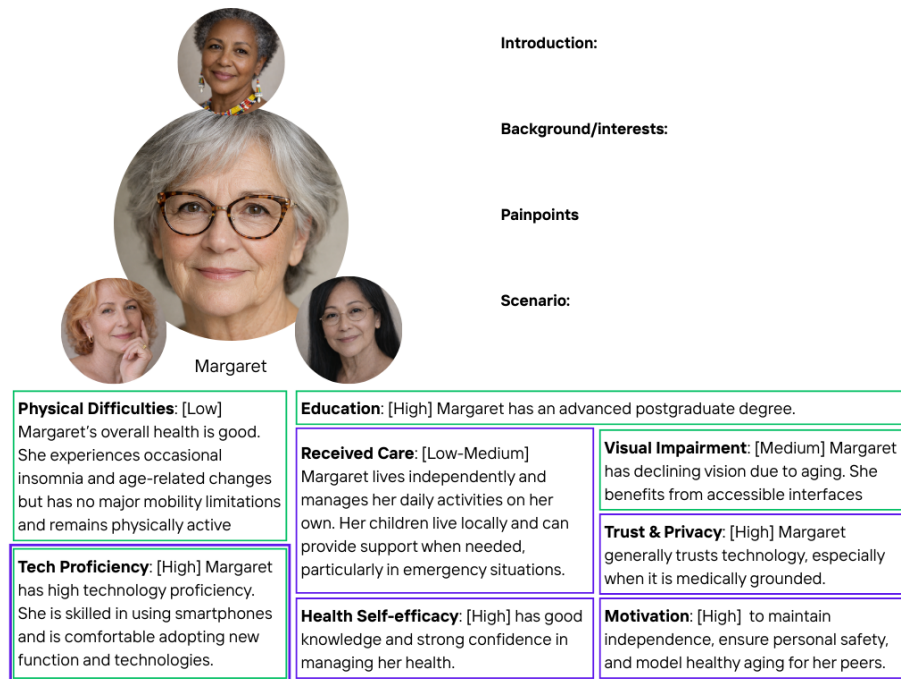 Introduction:
Background/interests:
Painpoints
Scenario:
Margaret
Physical Difficulties: [Low]
Margaret's overall health is good.
She experiences occasional
insomnia and age-related changes
but has no major mobility limitations
and remains physically active
Education: [High] Margaret has an advanced postgraduate degree.
Received Care: [Low-Medium]
Margaret lives independently and
manages her daily activities on her
own. Her children live locally and can
provide support when needed,
particularly in emergency situations.
Visual Impairment: [Medium] Margaret
has declining vision due to aging. She
benefits from accessible interfaces
Tech Proficiency: [High] Margaret
has high technology proficiency.
She is skilled in using smartphones
and is comfortable adopting new
function and technologies.
Health Self-efficacy: [High] has good
knowledge and strong confidence in
managing her health.
Trust & Privacy: [High] Margaret
generally trusts technology, especially
when it is medically grounded.
Motivation: [High]  to maintain
independence, ensure personal safety,
and model healthy aging for her peers.